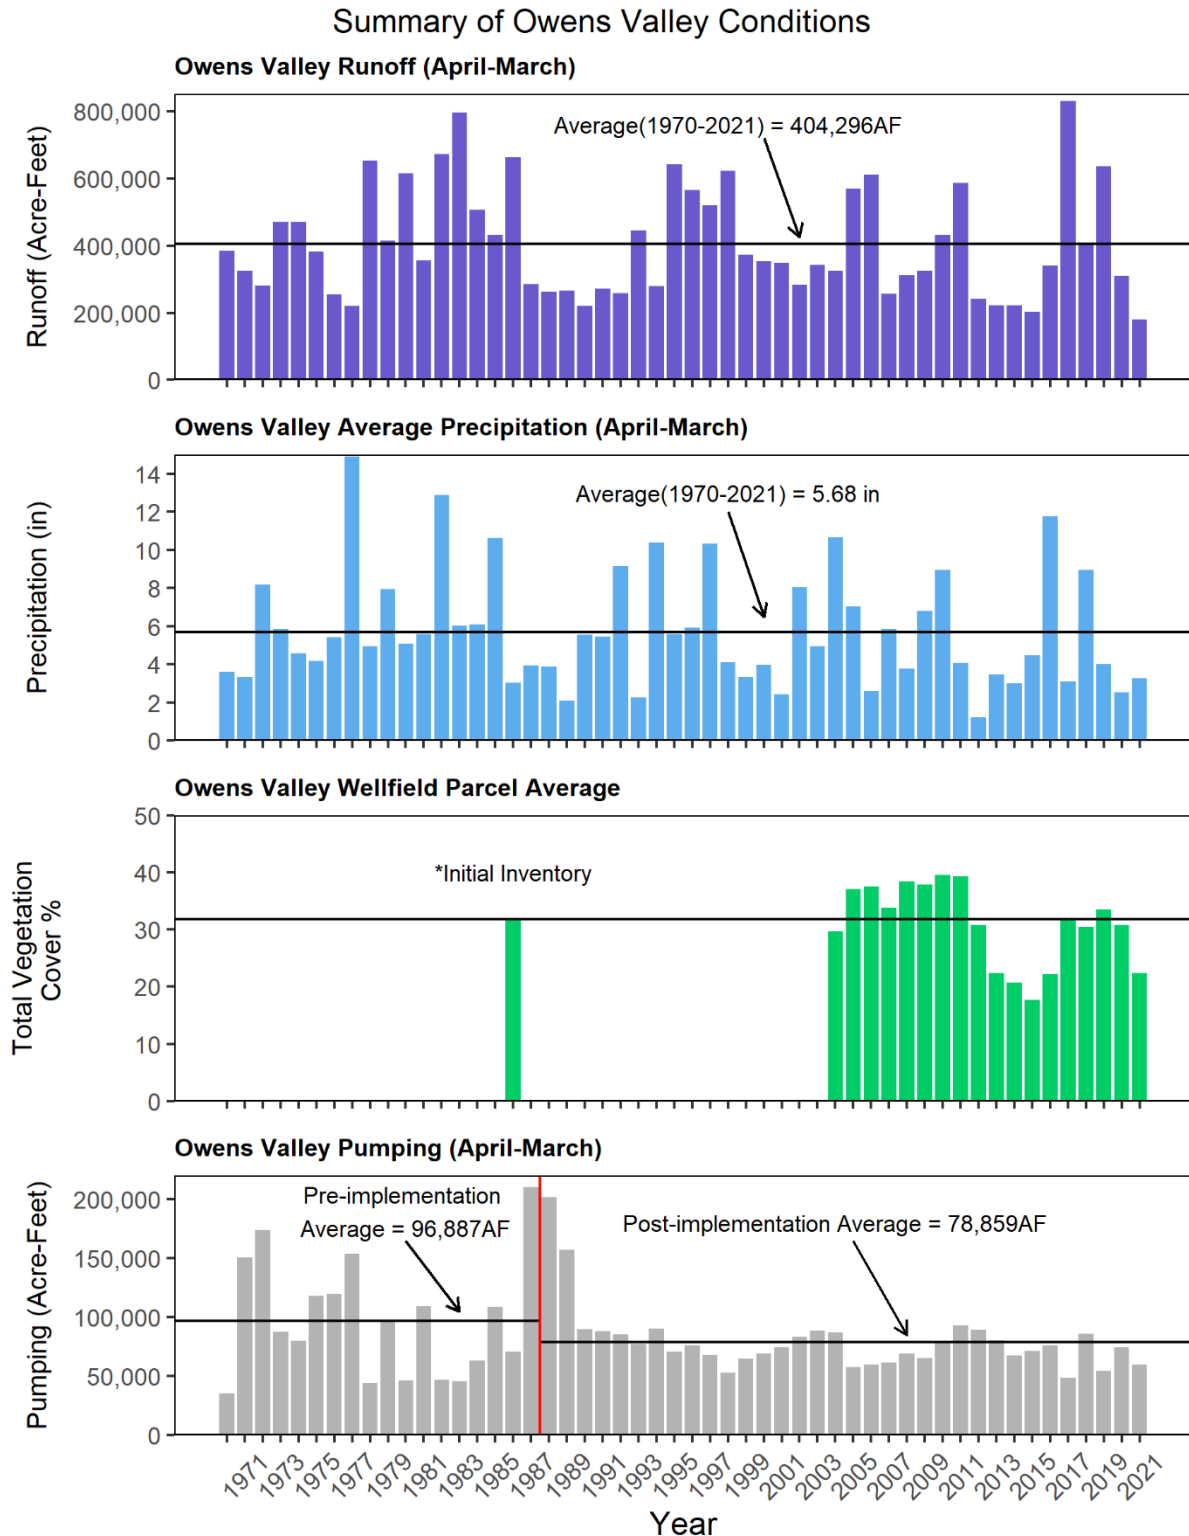 Summary of Owens Valley Conditions
Owens Valley Runoff (April-March)
Runoff (Acre-Feet)
800,000
600,000
400,000
200,000
0
Average(1970-2021) = 404,296AF
Owens Valley Average Precipitation (April-March)
Precipitation (in)
14
12
10
8
6
4
2
0
Average(1970-2021) = 5.68 in
Owens Valley Wellfield Parcel Average
Total Vegetation
Cover %
50
40
30
20
10
0
*Initial Inventory
Owens Valley Pumping (April-March)
Pumping (Acre-Feet)
200,000
150,000
100,000
50,000
0
Pre-implementation
Average = 96,887AF
Post-implementation Average = 78,859AF
1971 1973 1975 1977 1979 1981 1983 1985 1987 1989 1991 1993 1995 1997 1999 2001 2003 2005 2007 2009 2011 2013 2015 2017 2019 2021
Year